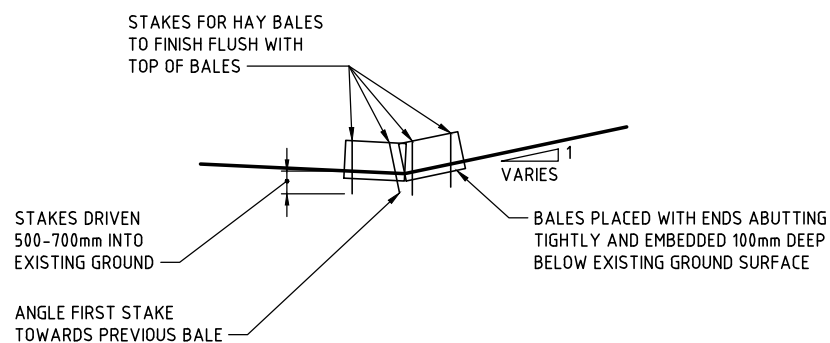 STAKES FOR HAY BALES
TO FINISH FLUSH WITH
TOP OF BALES
1
VARIES
STAKES DRIVEN
500-700mm INTO
EXISTING GROUND
BALES PLACED WITH ENDS ABUTTING
TIGHTLY AND EMBEDDED 100mm DEEP
BELOW EXISTING GROUND SURFACE
ANGLE FIRST STAKE
TOWARDS PREVIOUS BALE